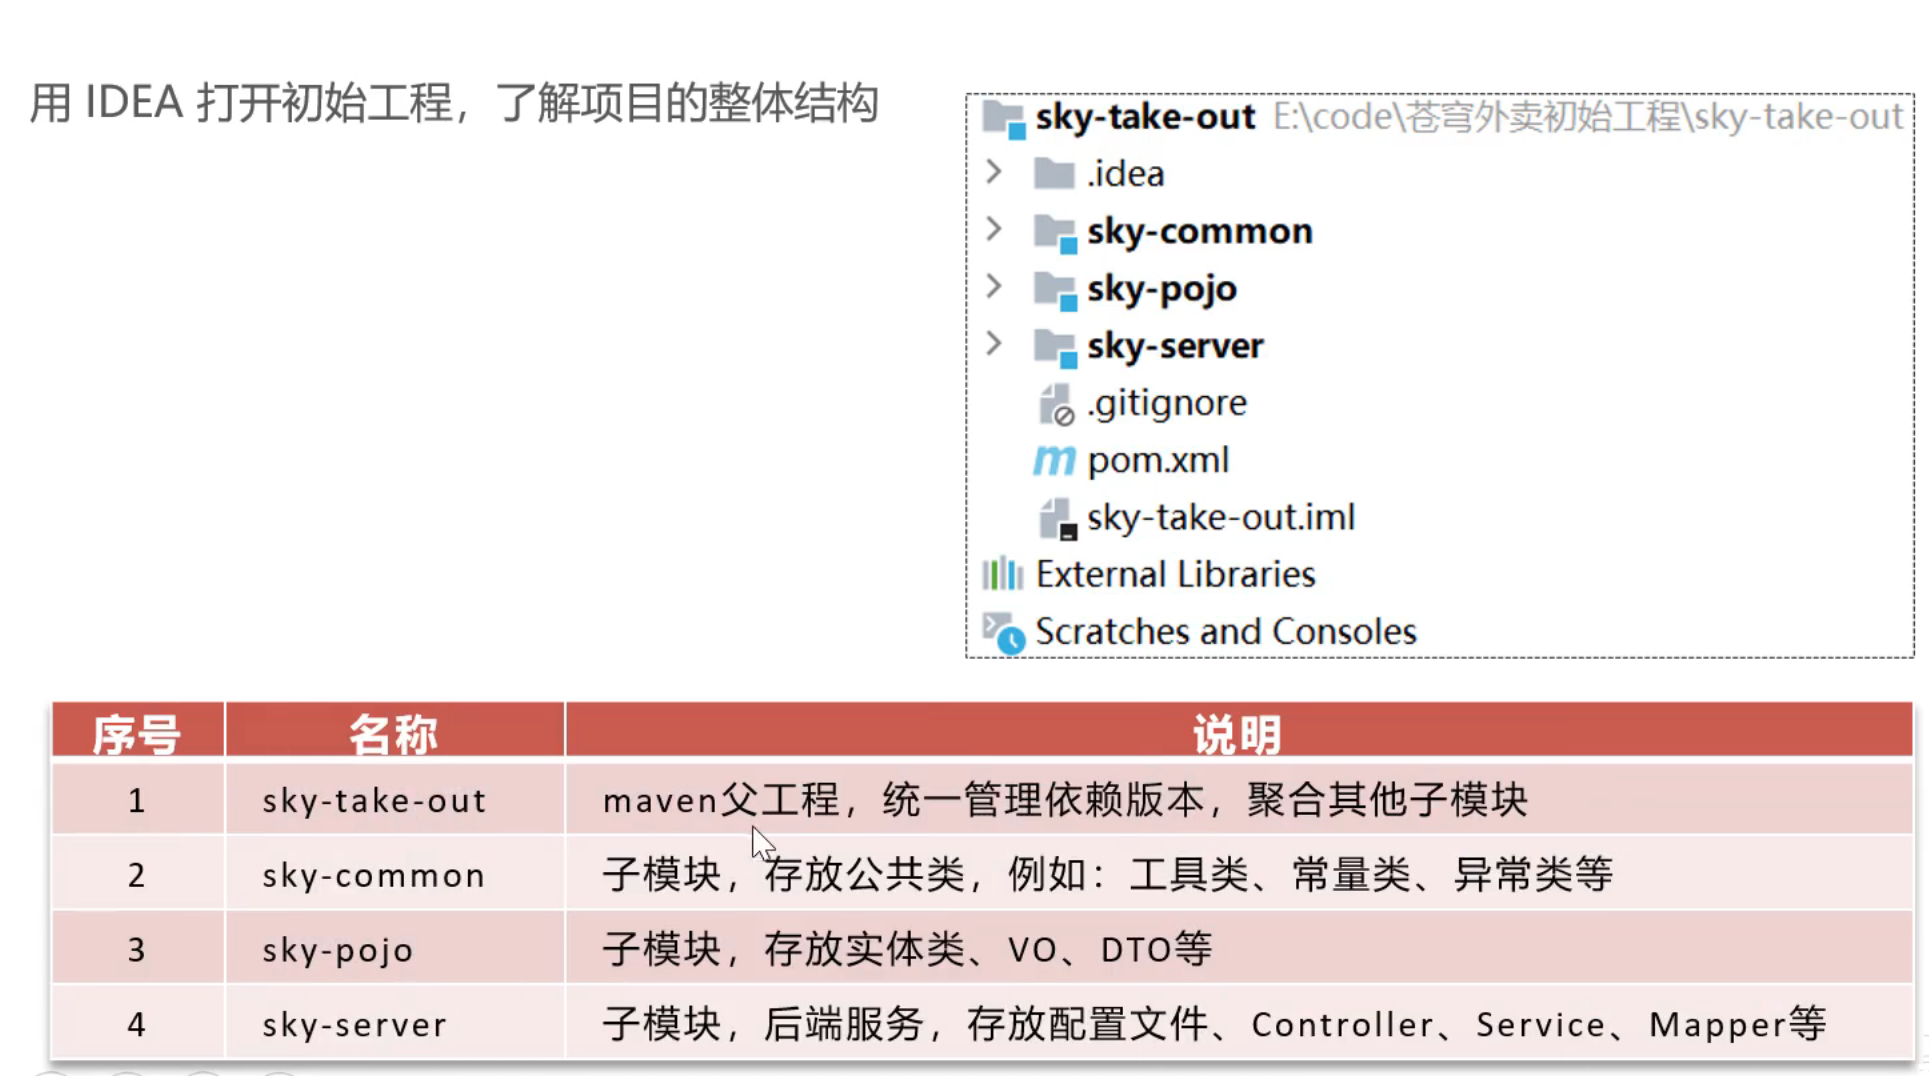 用 IDEA 打开初始工程，了解项目的整体结构
sky-take-out E:\code\苍穹外卖初始工程\sky-take-out
.idea
sky-common
sky-pojo
sky-server
.gitignore
pom.xml
sky-take-out.iml
External Libraries
Scratches and Consoles
序号 名称 说明
1 sky-take-out maven父工程，统一管理依赖版本，聚合其他子模块
2 sky-common 子模块，存放公共类，例如：工具类、常量类、异常类等
3 sky-pojo 子模块，存放实体类、VO、DTO等
4 sky-server 子模块，后端服务，存放配置文件、Controller、Service、Mapper等